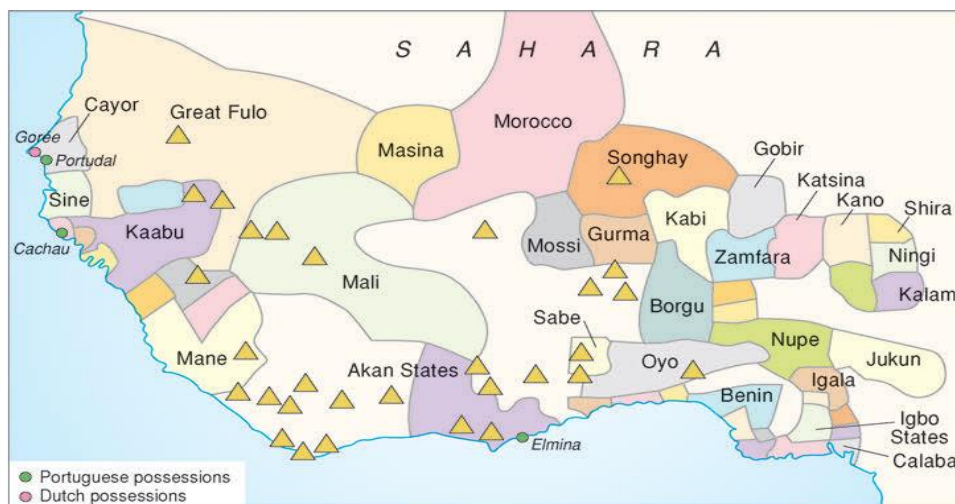 S A H A R A
Cayor
Great Fulo
Morocco
Gorée
Portudal
Masina
Songhay
Gobir
Katsina
Kano
Shira
Sine
Kaabu
Cachau
Mossi
Gurma
Kabi
Zamfara
Ningi
Kalam
Mali
Borgu
Sabe
Mane
Akan States
Oyo
Nupe
Jukun
Benin
Igala
Igbo
States
Calaba
Elmina
Portuguese possessions
Dutch possessions